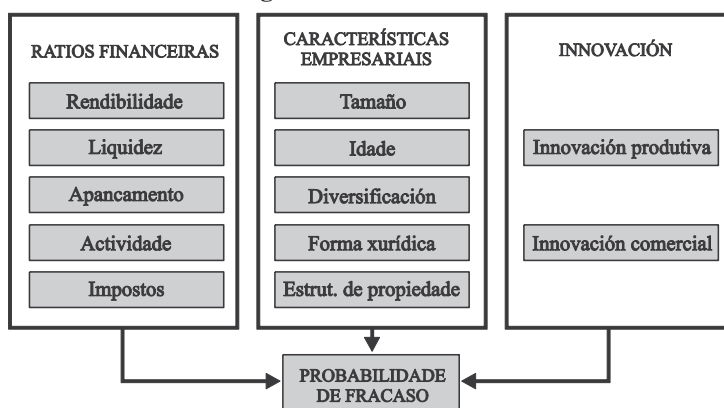 RATIOS FINANCEIRAS
Rendibilidade
Liquidez
Apancamento
Actividade
Impostos
CARACTERÍSTICAS
EMPRESARIAIS
Tamaño
Idade
Diversificación
Forma xurídica
Estrut. de propiedade
INNOVACIÓN
Innovación produtiva
Innovación comercial
PROBABILIDADE
DE FRACASO